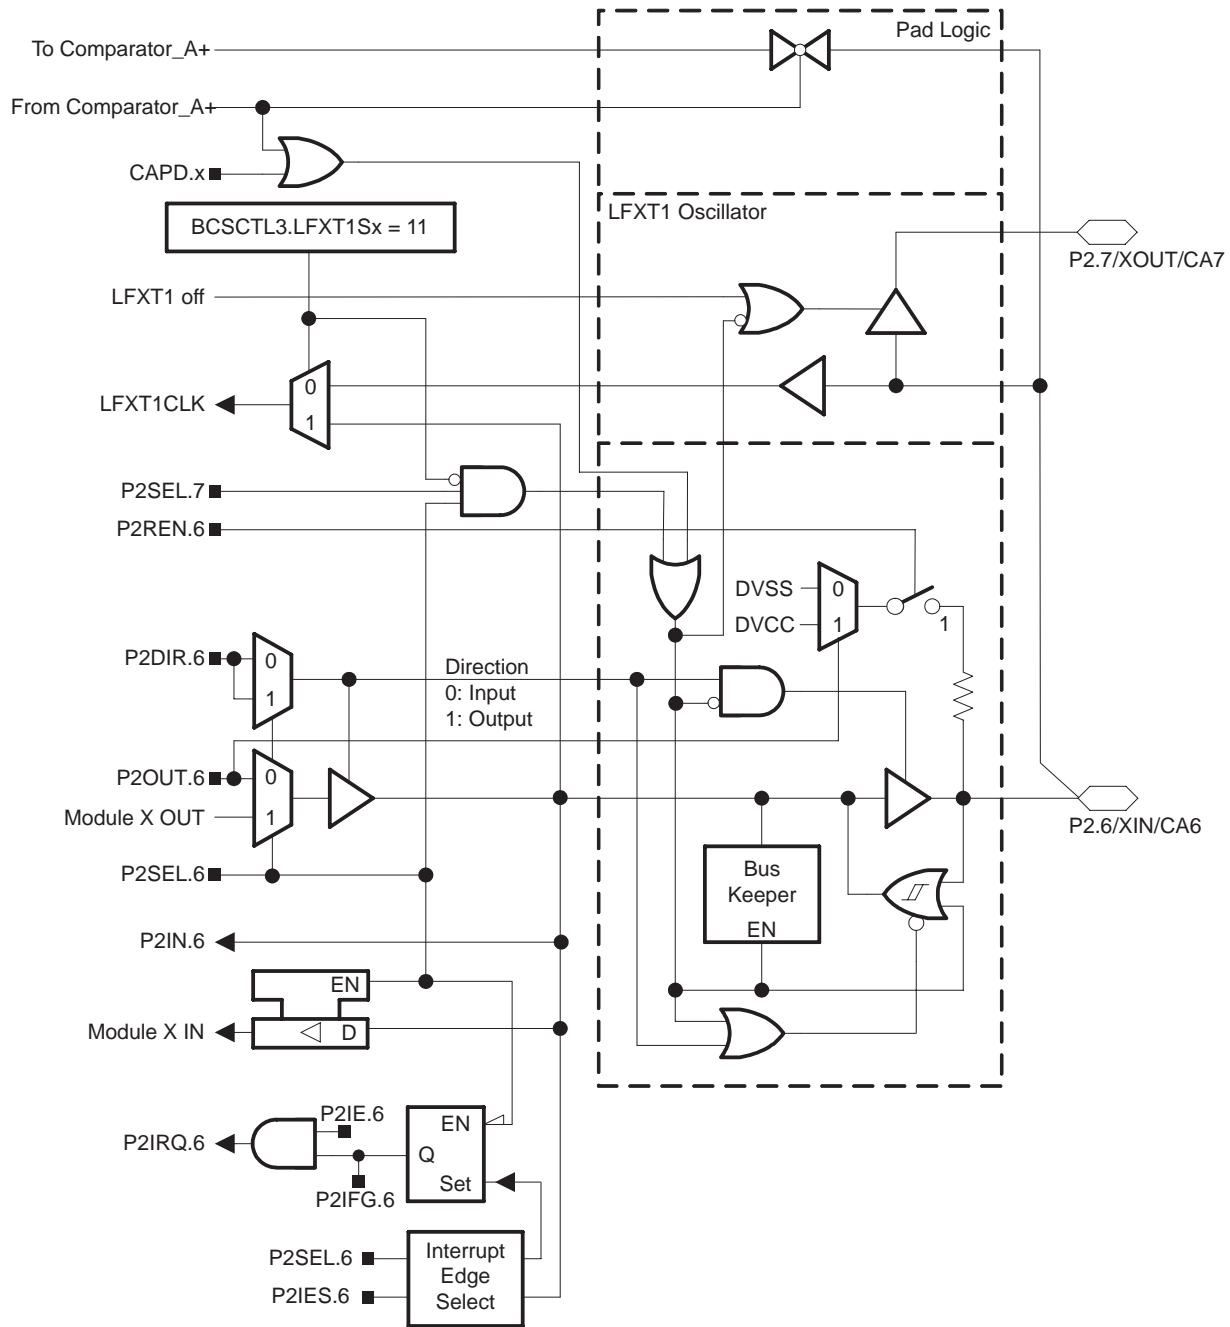 Pad Logic
To Comparator_A+
From Comparator_A+
CAPD.x
BCSCTL3.LFXT1Sx = 11
LFXT1 Oscillator
P2.7/XOUT/CA7
LFXT1 off
0
LFXT1CLK
1
P2SEL.7
P2REN.6
DVSS
0
DVCC
1
1
P2DIR.6
0
1
Direction
0: Input
1: Output
P2OUT.6
0
Module X OUT
1
P2.6/XIN/CA6
P2SEL.6
Bus
Keeper
EN
P2IN.6
EN
Module X IN
D
P2IE.6
P2IRQ.6
EN
Q
Set
P2IFG.6
P2SEL.6
P2IES.6
Interrupt
Edge
Select